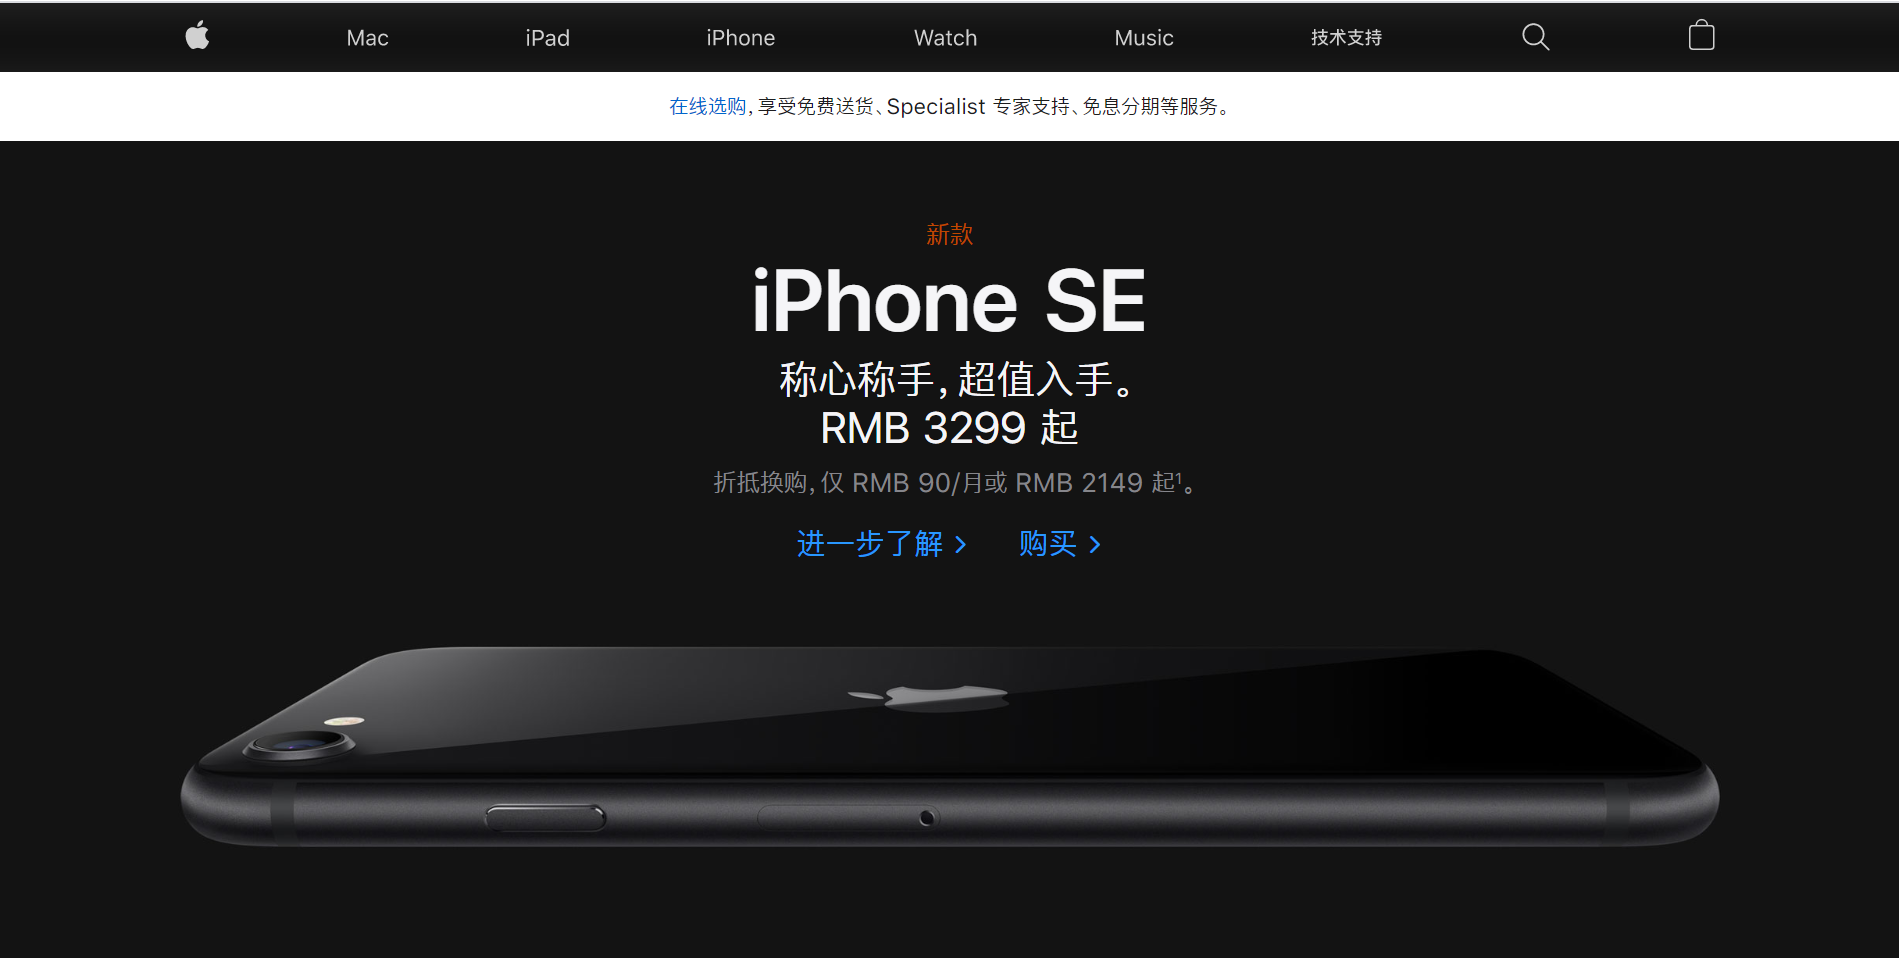 Mac iPad iPhone Watch Music 技术支持
在线选购，享受免费送货、Specialist 专家支持、免息分期等服务。
新款
iPhone SE
称心称手，超值入手。
RMB 3299 起
折抵换购，仅 RMB 90/月或 RMB 2149 起¹。
进一步了解 > 购买 >